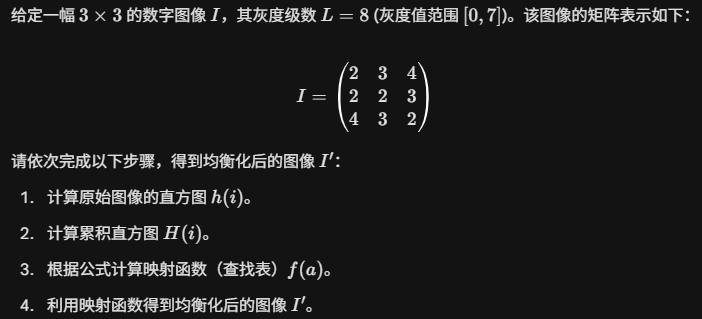 给定一幅 3 × 3 的数字图像 I，其灰度级数 L = 8 (灰度值范围 [0, 7])。该图像的矩阵表示如下：
I = ( 2 3 4
2 2 3
4 3 2 )
请依次完成以下步骤，得到均衡化后的图像 I′：
1. 计算原始图像的直方图 h(i)。
2. 计算累积直方图 H(i)。
3. 根据公式计算映射函数（查找表）f(a)。
4. 利用映射函数得到均衡化后的图像 I′。